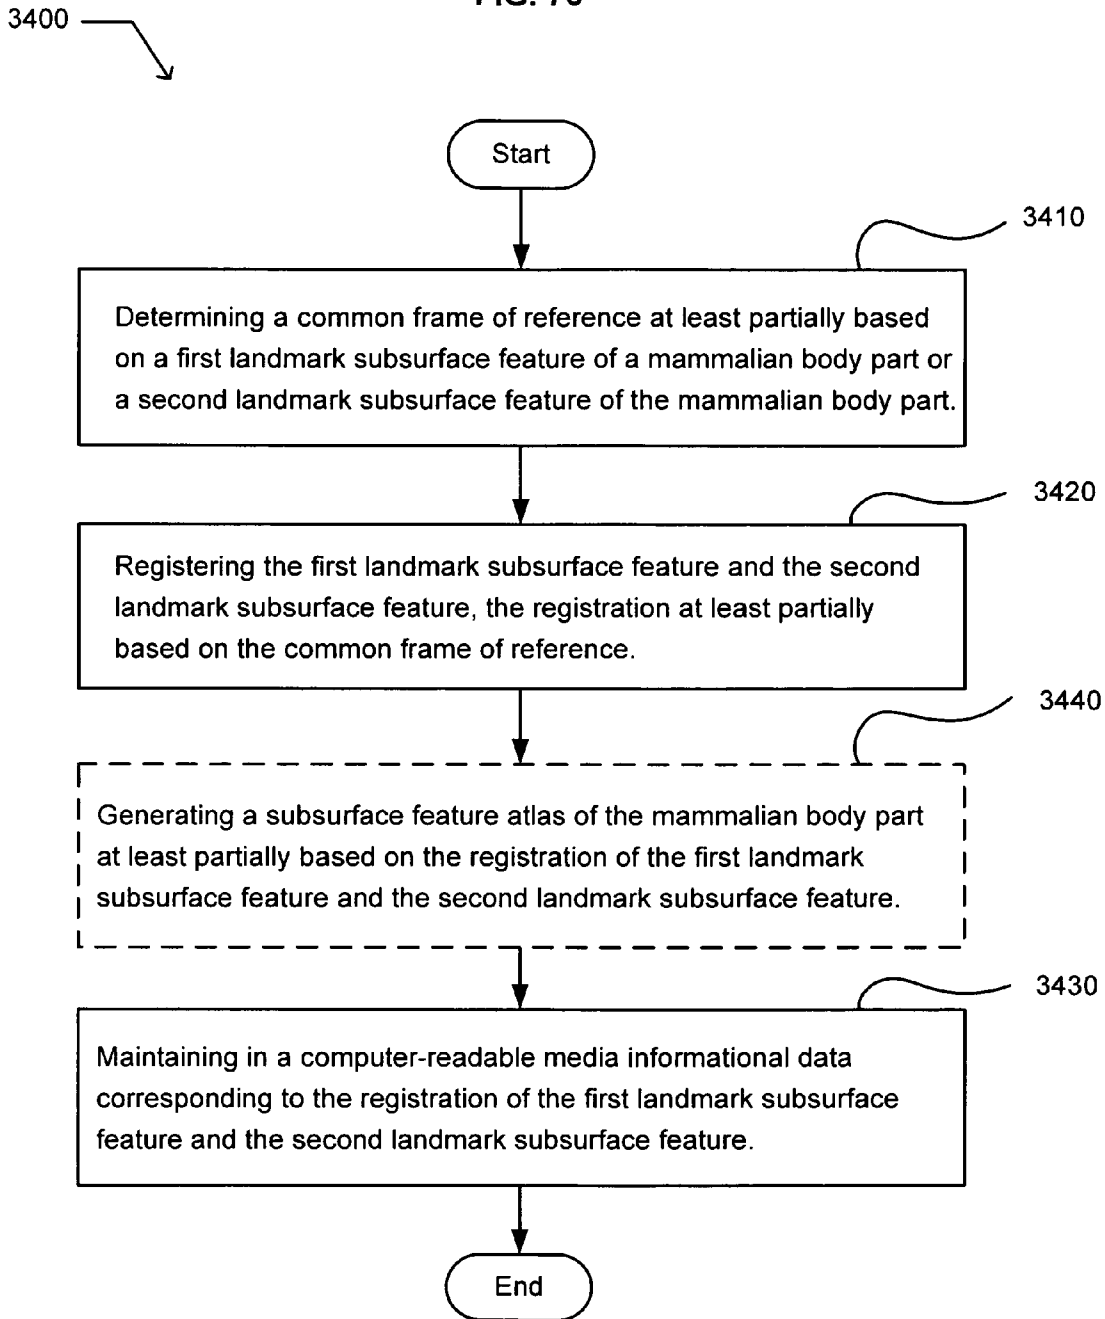 3400
Start
3410
Determining a common frame of reference at least partially based
on a first landmark subsurface feature of a mammalian body part or
a second landmark subsurface feature of the mammalian body part.
3420
Registering the first landmark subsurface feature and the second
landmark subsurface feature, the registration at least partially
based on the common frame of reference.
3440
Generating a subsurface feature atlas of the mammalian body part
at least partially based on the registration of the first landmark
subsurface feature and the second landmark subsurface feature.
3430
Maintaining in a computer-readable media informational data
corresponding to the registration of the first landmark subsurface
feature and the second landmark subsurface feature.
End